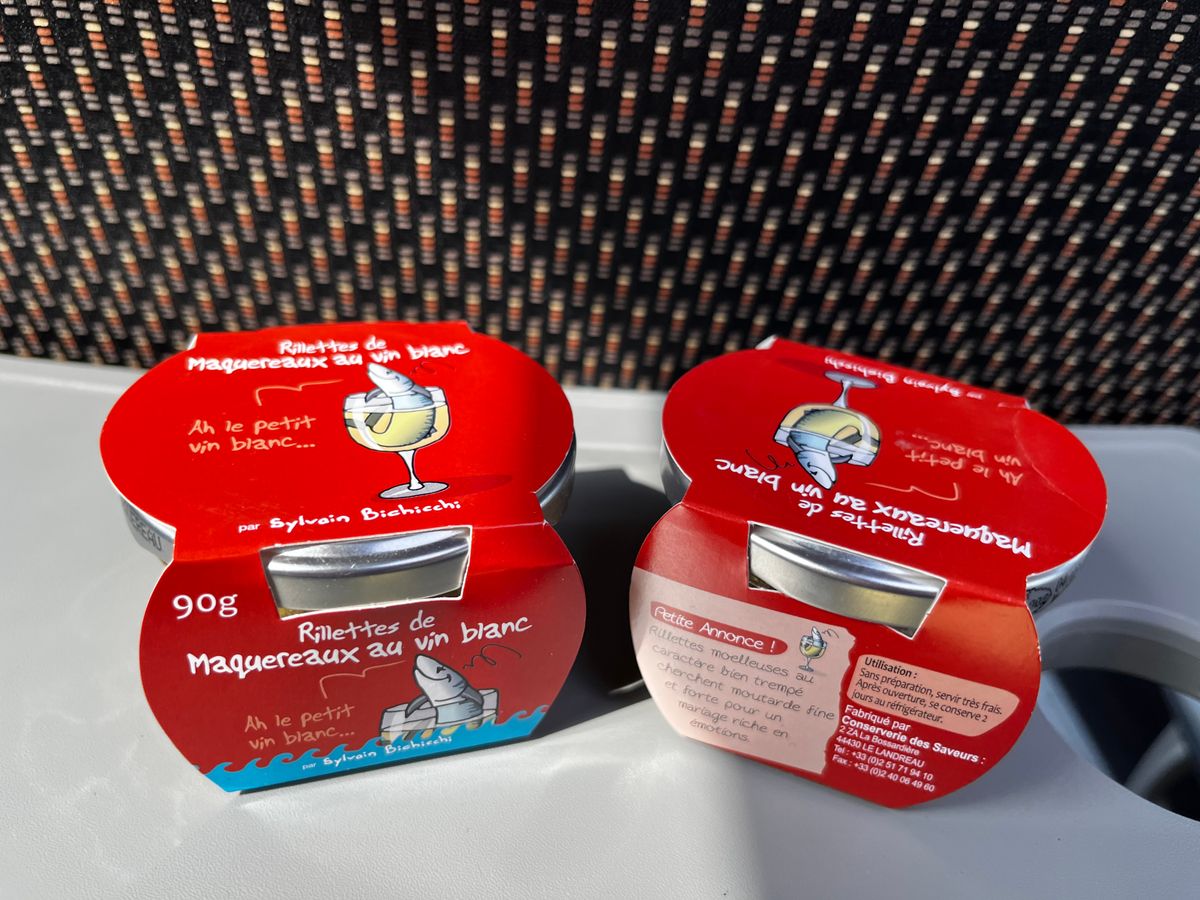 Rillettes de
Maquereaux au vin blanc
Ah le petit
vin blanc...
par Sylvain Bichicchi
90g
Rillettes de
Maquereaux au vin blanc
Ah le petit
vin blanc...
par Sylvain Bichicchi
par Sylvain Bichicchi
Ah le petit
vin blanc...
Rillettes de
Maquereaux au vin blanc
Petite Annonce !
Rillettes moelleuses au
caractère bien trempé
cherchent moutarde fine
et forte pour un
mariage riche en
émotions.
Utilisation :
Sans préparation, servir très frais.
Après ouverture, se conserve 2
jours au réfrigérateur.
Fabriqué par
Conserverie des Saveurs :
2 ZA La Bossardière
44430 LE LANDREAU
Tel : +33 (0)2 51 71 94 10
Fax : +33 (0)2 40 06 49 60